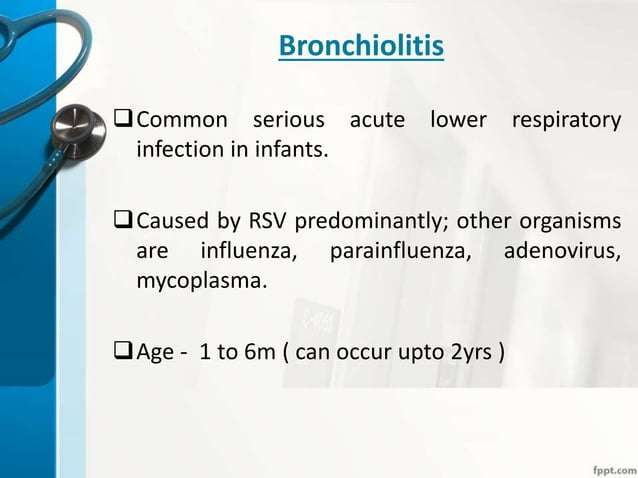 Bronchiolitis
❑Common serious acute lower respiratory
infection in infants.
❑Caused by RSV predominantly; other organisms
are influenza, parainfluenza, adenovirus,
mycoplasma.
❑Age - 1 to 6m ( can occur upto 2yrs )
fppt.com